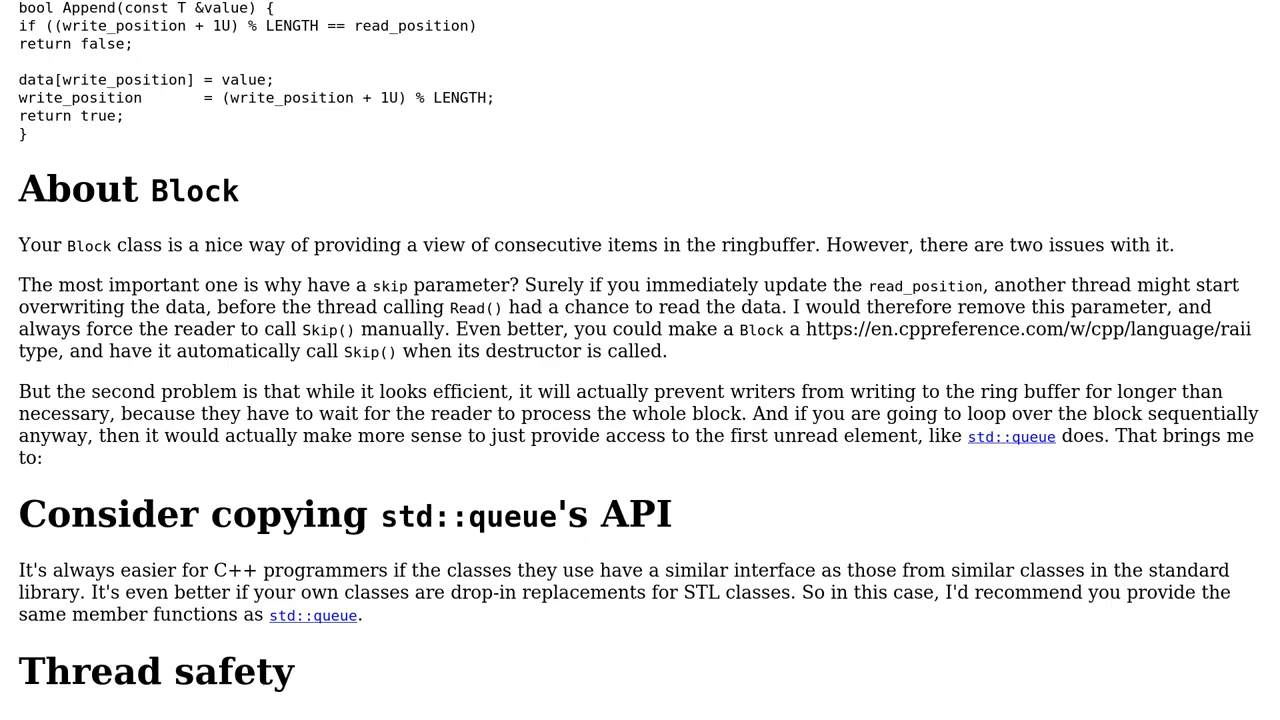 bool Append(const T &value) {
if ((write_position + 1U) % LENGTH == read_position)
return false;

data[write_position] = value;
write_position       = (write_position + 1U) % LENGTH;
return true;
}
About Block
Your Block class is a nice way of providing a view of consecutive items in the ringbuffer. However, there are two issues with it.
The most important one is why have a skip parameter? Surely if you immediately update the read_position, another thread might start
overwriting the data, before the thread calling Read() had a chance to read the data. I would therefore remove this parameter, and
always force the reader to call Skip() manually. Even better, you could make a Block a https://en.cppreference.com/w/cpp/language/raii
type, and have it automatically call Skip() when its destructor is called.
But the second problem is that while it looks efficient, it will actually prevent writers from writing to the ring buffer for longer than
necessary, because they have to wait for the reader to process the whole block. And if you are going to loop over the block sequentially
anyway, then it would actually make more sense to just provide access to the first unread element, like std::queue does. That brings me
to:
Consider copying std::queue's API
It's always easier for C++ programmers if the classes they use have a similar interface as those from similar classes in the standard
library. It's even better if your own classes are drop-in replacements for STL classes. So in this case, I'd recommend you provide the
same member functions as std::queue.
Thread safety